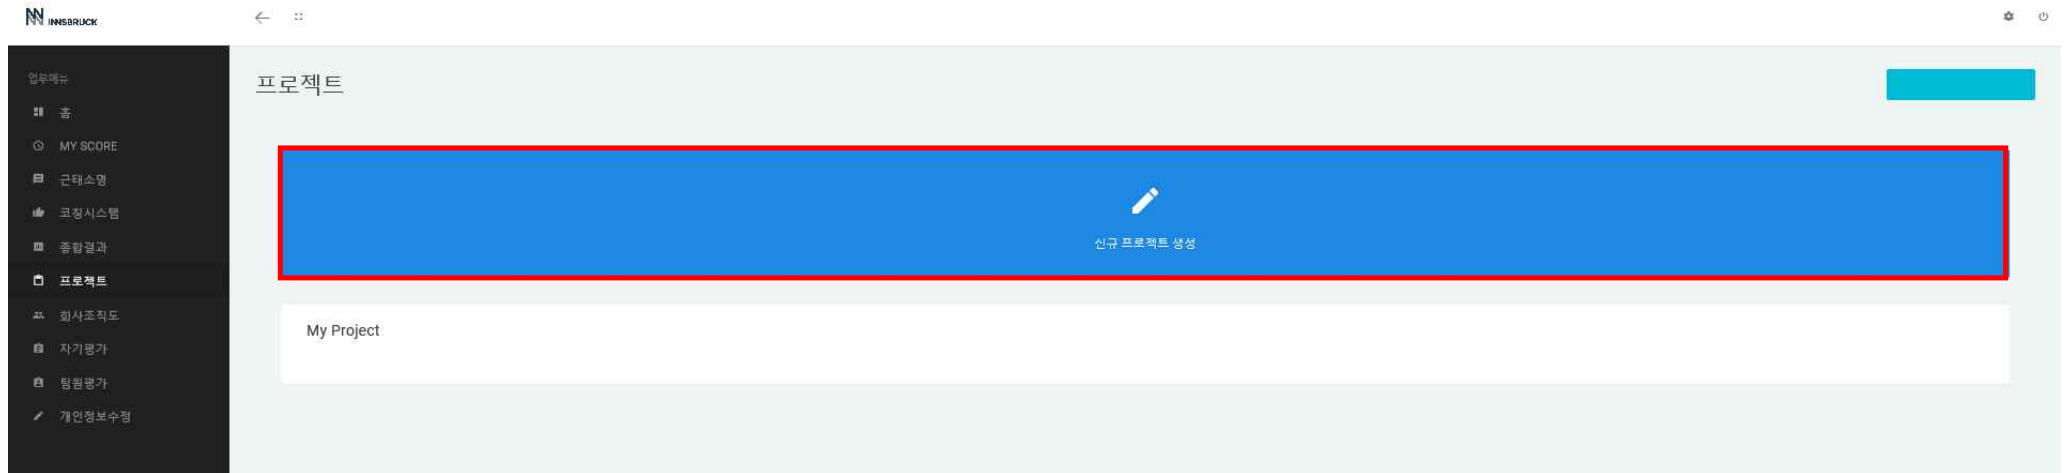 INNSBRUCK
업무메뉴
홈
MY SCORE
근태소명
코칭시스템
종합결과
프로젝트
회사조직도
자기평가
팀원평가
개인정보수정
프로젝트
신규 프로젝트 생성
My Project